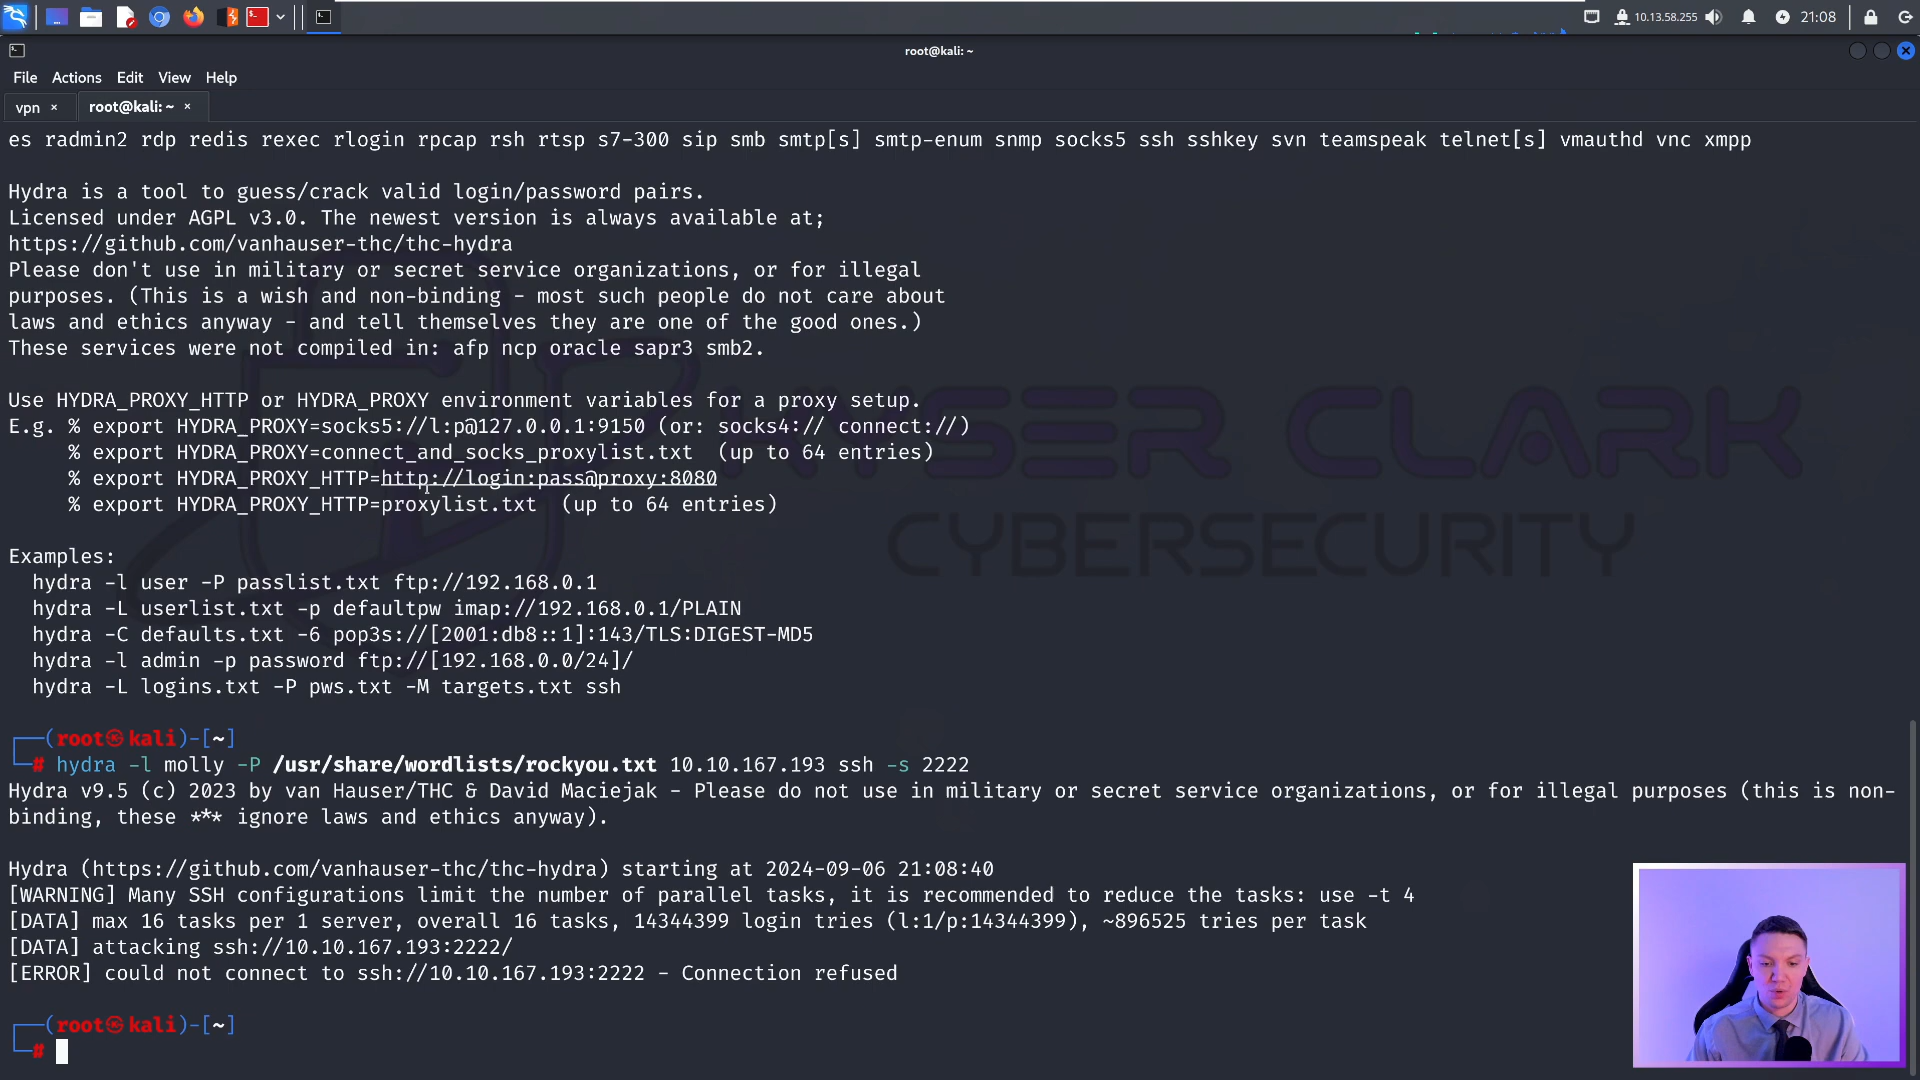 10.13.58.255
21:08
root@kali: ~
File Actions Edit View Help
vpn ×
root@kali: ~ ×
es radmin2 rdp redis rexec rlogin rpcap rsh rtsp s7-300 sip smb smtp[s] smtp-enum snmp socks5 ssh sshkey svn teamspeak telnet[s] vmauthd vnc xmpp
Hydra is a tool to guess/crack valid login/password pairs.
Licensed under AGPL v3.0. The newest version is always available at;
https://github.com/vanhauser-thc/thc-hydra
Please don't use in military or secret service organizations, or for illegal
purposes. (This is a wish and non-binding - most such people do not care about
laws and ethics anyway - and tell themselves they are one of the good ones.)
These services were not compiled in: afp ncp oracle sapr3 smb2.
Use HYDRA_PROXY_HTTP or HYDRA_PROXY environment variables for a proxy setup.
E.g. % export HYDRA_PROXY=socks5://l:p@127.0.0.1:9150 (or: socks4:// connect://)
% export HYDRA_PROXY=connect_and_socks_proxylist.txt  (up to 64 entries)
% export HYDRA_PROXY_HTTP=http://login:pass@proxy:8080
% export HYDRA_PROXY_HTTP=proxylist.txt  (up to 64 entries)
CLARK
CYBERSECURITY
Examples:
hydra -l user -P passlist.txt ftp://192.168.0.1
hydra -L userlist.txt -p defaultpw imap://192.168.0.1/PLAIN
hydra -C defaults.txt -6 pop3s://[2001:db8::1]:143/TLS:DIGEST-MD5
hydra -l admin -p password ftp://[192.168.0.0/24]/
hydra -L logins.txt -P pws.txt -M targets.txt ssh
┌──(root㉿kali)-[~]
└─# hydra -l molly -P /usr/share/wordlists/rockyou.txt 10.10.167.193 ssh -s 2222
Hydra v9.5 (c) 2023 by van Hauser/THC & David Maciejak - Please do not use in military or secret service organizations, or for illegal purposes (this is non-
binding, these *** ignore laws and ethics anyway).
Hydra (https://github.com/vanhauser-thc/thc-hydra) starting at 2024-09-06 21:08:40
[WARNING] Many SSH configurations limit the number of parallel tasks, it is recommended to reduce the tasks: use -t 4
[DATA] max 16 tasks per 1 server, overall 16 tasks, 14344399 login tries (l:1/p:14344399), ~896525 tries per task
[DATA] attacking ssh://10.10.167.193:2222/
[ERROR] could not connect to ssh://10.10.167.193:2222 - Connection refused
┌──(root㉿kali)-[~]
└─#